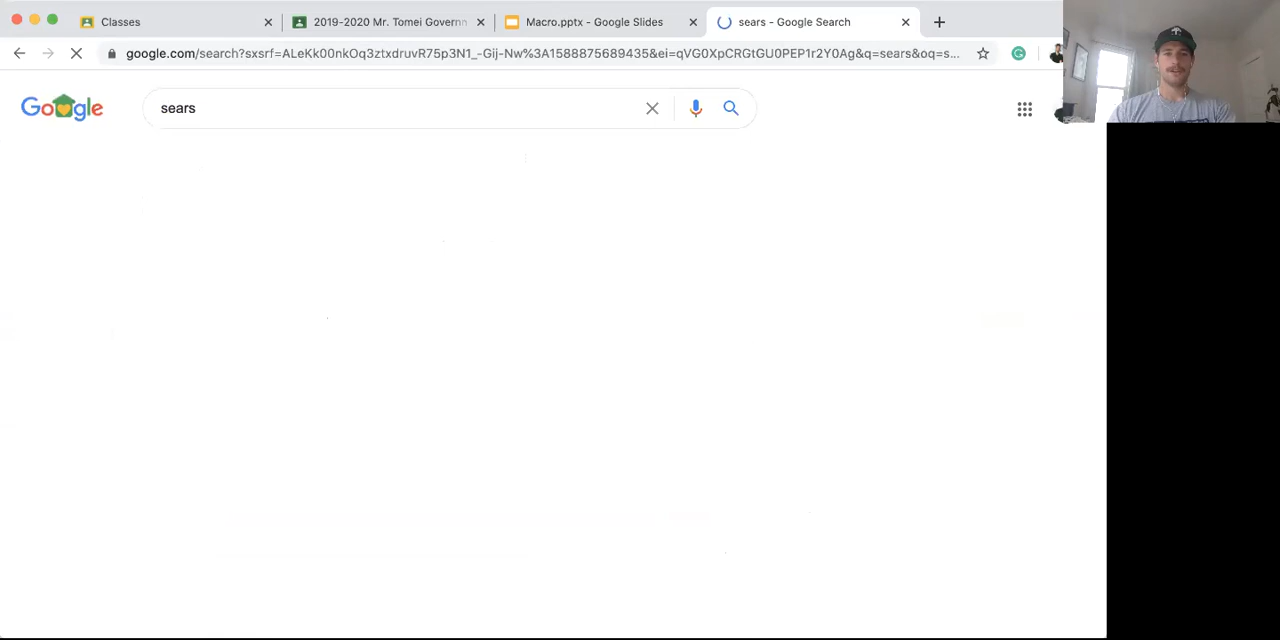 Classes
2019-2020 Mr. Tomei Governm
Macro.pptx - Google Slides
sears - Google Search
google.com/search?sxsrf=ALeKk00nkOq3ztxdruvR75p3N1_-Gij-Nw%3A1588875689435&ei=qVG0XpCRGtGU0PEP1r2Y0Ag&q=sears&oq=s...
Google
sears